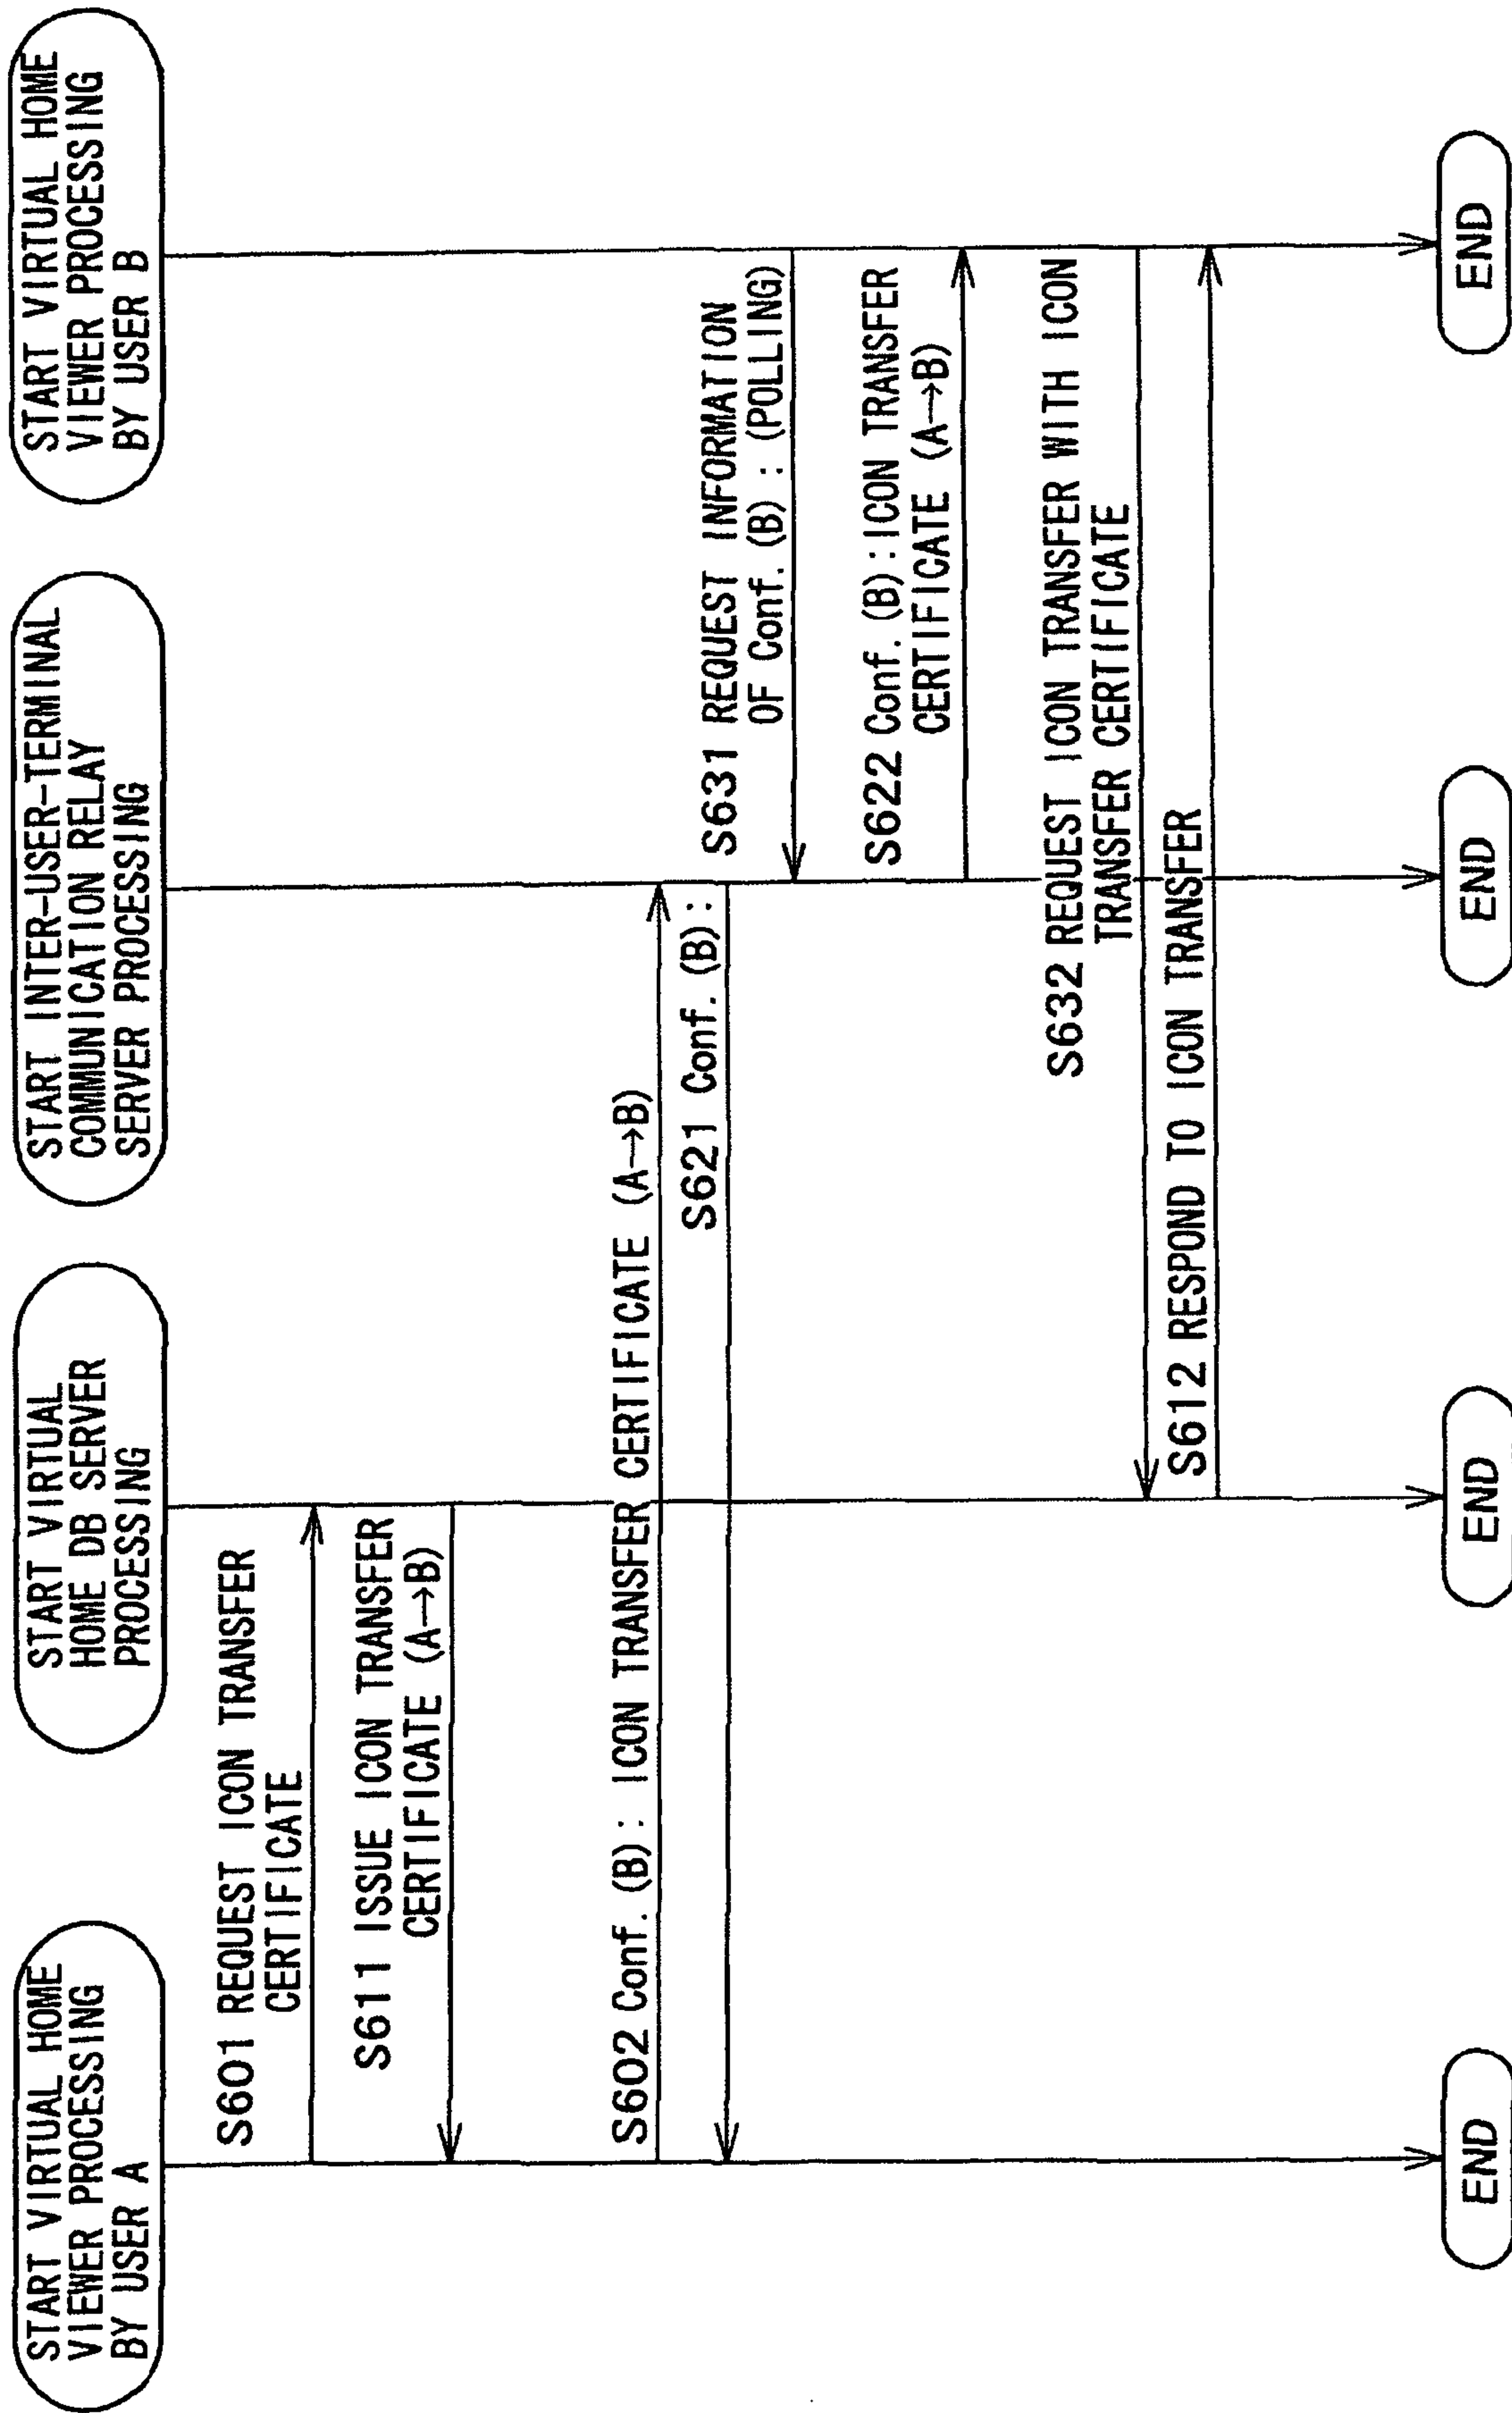 START VIRTUAL HOME
VIEWER PROCESSING
BY USER A
START VIRTUAL
HOME DB SERVER
PROCESSING
START INTER-USER-TERMINAL
COMMUNICATION RELAY
SERVER PROCESSING
START VIRTUAL HOME
VIEWER PROCESSING
BY USER B
S601 REQUEST ICON TRANSFER
CERTIFICATE
S611 ISSUE ICON TRANSFER
CERTIFICATE (A→B)
S602 Conf. (B): ICON TRANSFER CERTIFICATE (A→B)
S621 Conf. (B):
S631 REQUEST INFORMATION
OF Conf. (B) : (POLLING)
S622 Conf. (B):ICON TRANSFER
CERTIFICATE (A→B)
S632 REQUEST ICON TRANSFER WITH ICON
TRANSFER CERTIFICATE
S612 RESPOND TO ICON TRANSFER
END
END
END
END